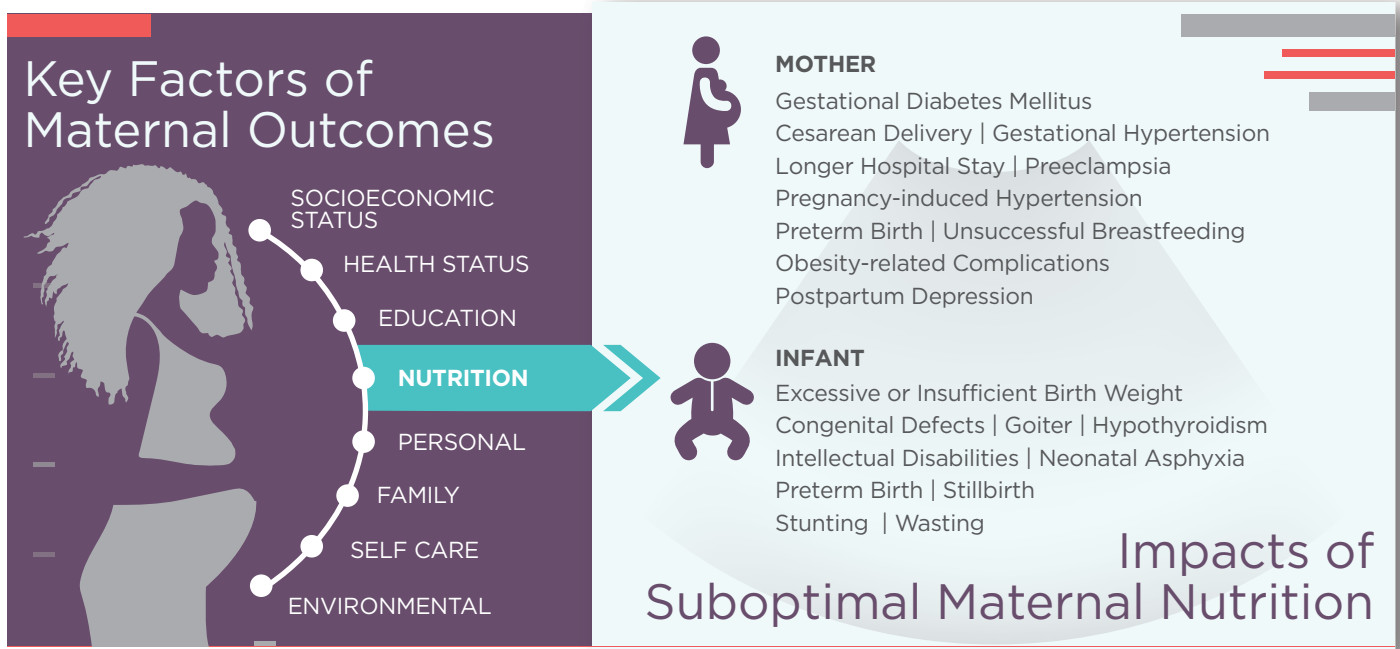 Key Factors of
Maternal Outcomes
SOCIOECONOMIC
STATUS
HEALTH STATUS
EDUCATION
NUTRITION
PERSONAL
FAMILY
SELF CARE
ENVIRONMENTAL
MOTHER
Gestational Diabetes Mellitus
Cesarean Delivery | Gestational Hypertension
Longer Hospital Stay | Preeclampsia
Pregnancy-induced Hypertension
Preterm Birth | Unsuccessful Breastfeeding
Obesity-related Complications
Postpartum Depression
INFANT
Excessive or Insufficient Birth Weight
Congenital Defects | Goiter | Hypothyroidism
Intellectual Disabilities | Neonatal Asphyxia
Preterm Birth | Stillbirth
Stunting | Wasting
Impacts of
Suboptimal Maternal Nutrition